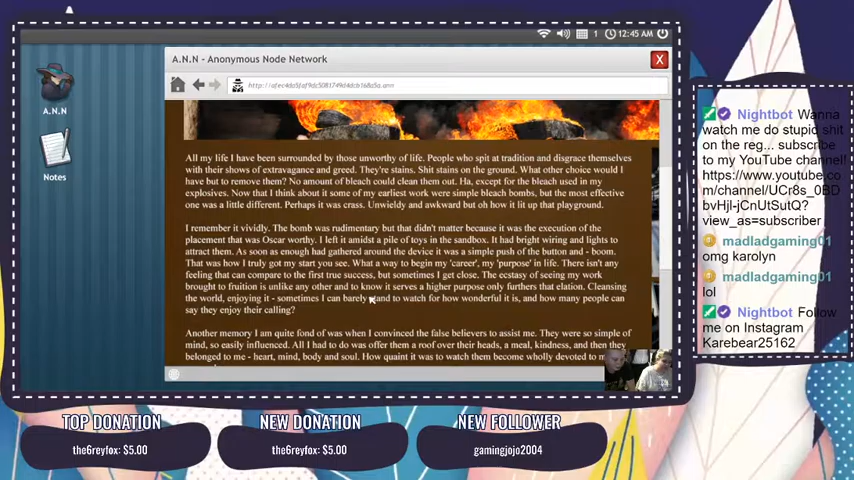 1 12:45 AM
A.N.N - Anonymous Node Network
X
A.N.N
Notes
All my life I have been surrounded by those unworthy of life. People who spit at tradition and disgrace themselves
with their shows of extravagance and greed. They're stains. Shit stains on the ground. What other choice would I
have but to remove them? No amount of bleach could clean them out. Ha, except for the bleach used in my
explosives. Now that I think about it some of my earliest work were simple bleach bombs, but the most effective
one was a little different. Perhaps it was crass. Unwieldy and awkward but oh how it lit up that playground.
I remember it vividly. The bomb was rudimentary but that didn't matter because it was the execution of the
placement that was Oscar worthy. I left it amidst a pile of toys in the sandbox. It had bright wiring and lights to
attract them. As soon as enough had gathered around the device it was a simple push of the button and - boom.
That was how I truly got my start you see. What a way to begin my 'career', my 'purpose' in life. There isn't any
feeling that can compare to the first true success, but sometimes I get close. The ecstasy of seeing my work
brought to fruition is unlike any other and to know it serves a higher purpose only furthers that elation. Cleansing
the world, enjoying it - sometimes I can barely stand to watch for how wonderful it is, and how many people can
say they enjoy their calling?
Another memory I am quite fond of was when I convinced the false believers to assist me. They were so simple of
mind, so easily influenced. All I had to do was offer them a roof over their heads, a meal, kindness, and then they
belonged to me - heart, mind, body and soul. How quaint it was to watch them become wholly devoted to
Nightbot: Wanna
watch me do stupid shit
on the reg... subscribe
to my YouTube channel!
https://www.youtube.co
m/channel/UCr8s_0BD
bvHjl-jCnUtSutQ?
view_as=subscriber
madladgaming01
omg karolyn
madladgaming01
lol
Nightbot: Follow
me on Instagram
Karebear25162
TOP DONATION
the6reyfox: $5.00
NEW DONATION
the6reyfox: $5.00
NEW FOLLOWER
gamingjojo2004